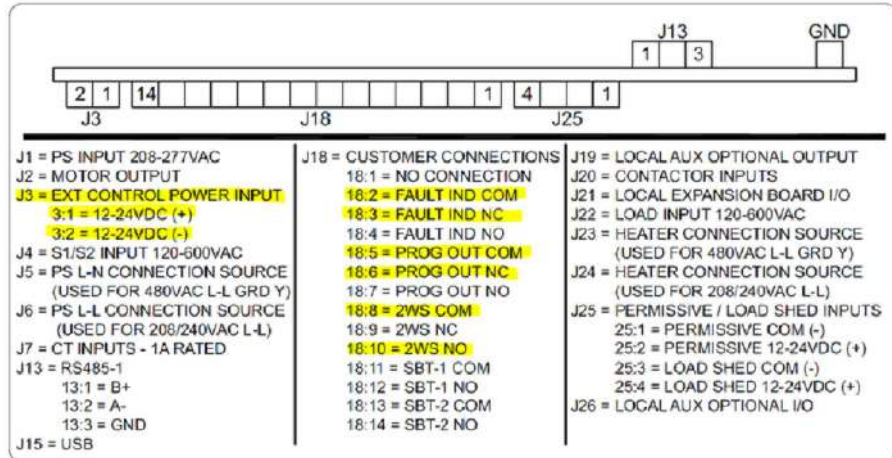 J13 GND
1 3
2 1 14 1 4 1
J3 J18 J25
J1 = PS INPUT 208-277VAC
J2 = MOTOR OUTPUT
J3 = EXT CONTROL POWER INPUT
3:1 = 12-24VDC (+)
3:2 = 12-24VDC (-)
J4 = S1/S2 INPUT 120-600VAC
J5 = PS L-N CONNECTION SOURCE
(USED FOR 480VAC L-L GRD Y)
J6 = PS L-L CONNECTION SOURCE
(USED FOR 208/240VAC L-L)
J7 = CT INPUTS - 1A RATED
J13 = RS485-1
13:1 = B+
13:2 = A-
13:3 = GND
J15 = USB
J18 = CUSTOMER CONNECTIONS
18:1 = NO CONNECTION
18:2 = FAULT IND COM
18:3 = FAULT IND NC
18:4 = FAULT IND NO
18:5 = PROG OUT COM
18:6 = PROG OUT NC
18:7 = PROG OUT NO
18:8 = 2WS COM
18:9 = 2WS NC
18:10 = 2WS NO
18:11 = SBT-1 COM
18:12 = SBT-1 NO
18:13 = SBT-2 COM
18:14 = SBT-2 NO
J19 = LOCAL AUX OPTIONAL OUTPUT
J20 = CONTACTOR INPUTS
J21 = LOCAL EXPANSION BOARD I/O
J22 = LOAD INPUT 120-600VAC
J23 = HEATER CONNECTION SOURCE
(USED FOR 480VAC L-L GRD Y)
J24 = HEATER CONNECTION SOURCE
(USED FOR 208/240VAC L-L)
J25 = PERMISSIVE / LOAD SHED INPUTS
25:1 = PERMISSIVE COM (-)
25:2 = PERMISSIVE 12-24VDC (+)
25:3 = LOAD SHED COM (-)
25:4 = LOAD SHED 12-24VDC (+)
J26 = LOCAL AUX OPTIONAL I/O